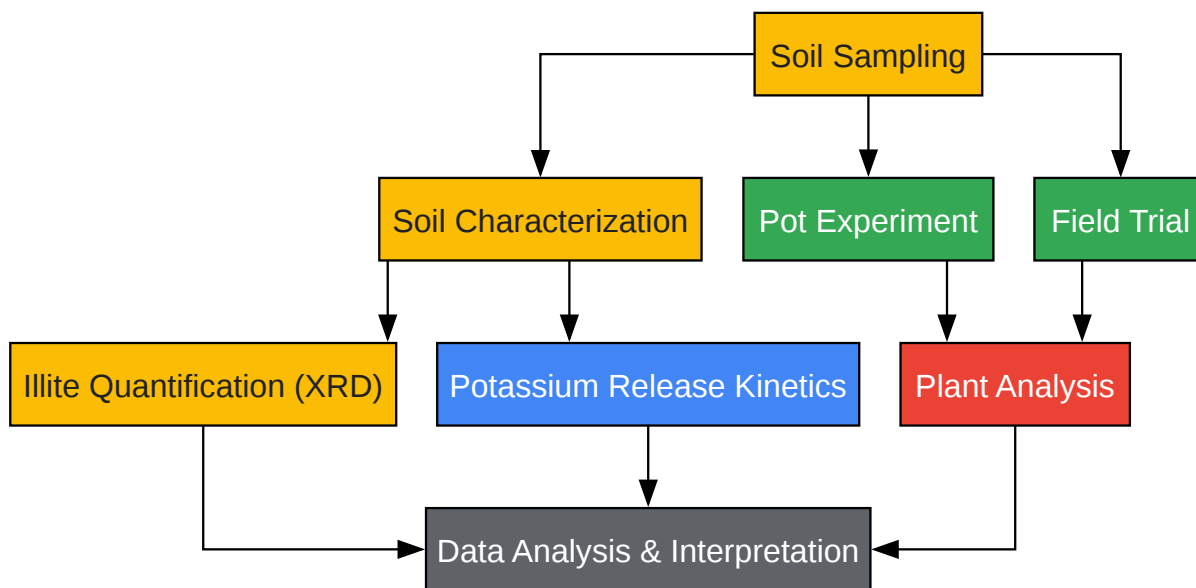 Soil Sampling
Soil Characterization
Pot Experiment
Field Trial
Illite Quantification (XRD)
Potassium Release Kinetics
Plant Analysis
Data Analysis & Interpretation